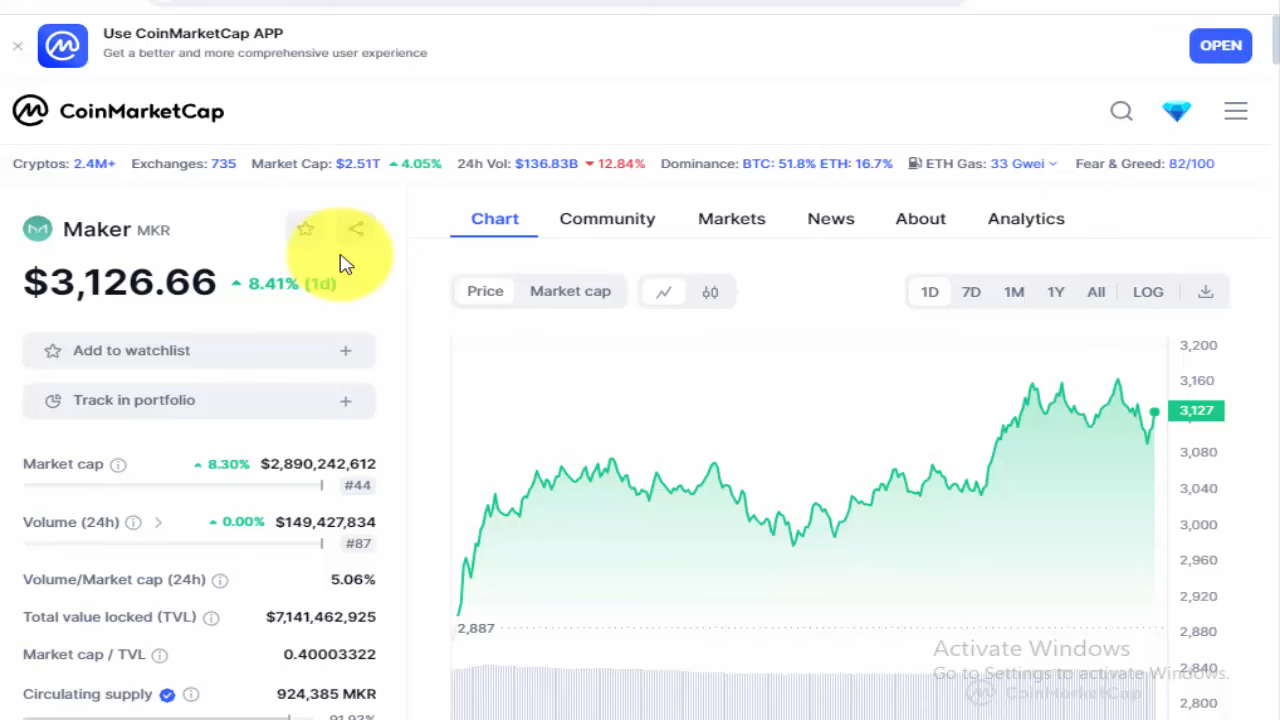 Use CoinMarketCap APP
Get a better and more comprehensive user experience
OPEN
CoinMarketCap
Cryptos: 2.4M+ Exchanges: 735 Market Cap: $2.51T 4.05% 24h Vol: $136.83B 12.84% Dominance: BTC: 51.8% ETH: 16.7% ETH Gas: 33 Gwei Fear & Greed: 82/100
Maker MKR
$3,126.66 8.41% (1d)
Add to watchlist +
Track in portfolio +
Market cap 8.30% $2,890,242,612
#44
Volume (24h) 0.00% $149,427,834
#87
Volume/Market cap (24h) 5.06%
Total value locked (TVL) $7,141,462,925
Market cap / TVL 0.40003322
Circulating supply 924,385 MKR
91.93%
Chart Community Markets News About Analytics
Price Market cap
1D 7D 1M 1Y All LOG
3,200
3,160
3,127
3,080
3,040
3,000
2,960
2,920
2,880
2,840
2,800
2,887
Activate Windows
Go to Settings to activate Windows.
CoinMarketCap